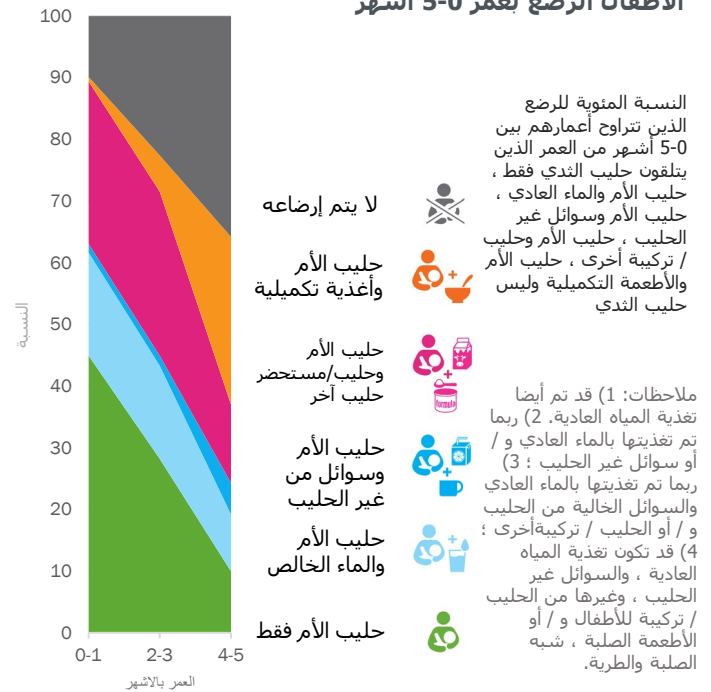 الأطفال الرضع بعمر 0-5 أشهر
100
90
80
70
60
50
40
30
20
10
0
النسبة
0-1
2-3
4-5
العمر بالاشهر
لا يتم إرضاعه
حليب الأم
وأغذية تكميلية
حليب الأم
وحليب/مستحضر
حليب آخر
formula
حليب الأم
وسوائل من
غير الحليب
حليب الأم
والماء الخالص
حليب الأم فقط
النسبة المئوية للرضع
الذين تتراوح أعمارهم بين
0-5 أشهر من العمر الذين
يتلقون حليب الثدي فقط ،
حليب الأم والماء العادي ،
حليب الأم وسوائل غير
الحليب ، حليب الأم وحليب
/ تركيبة أخرى ، حليب الأم
والأطعمة التكميلية وليس
حليب الثدي
ملاحظات: 1) قد تم أيضا
تغذية المياه العادية. 2) ربما
تم تغذيتها بالماء العادي و /
أو سوائل غير الحليب ؛ 3)
ربما تم تغذيتها بالماء العادي
والسوائل الخالية من الحليب
و / أو الحليب / تركيبةأخرى ؛
4) قد تكون تغذية المياه
العادية ، والسوائل غير
الحليب ، وغيرها من الحليب
/ تركيبة للأطفال و / أو
الأطعمة الصلبة ، شبه
الصلبة والطرية.